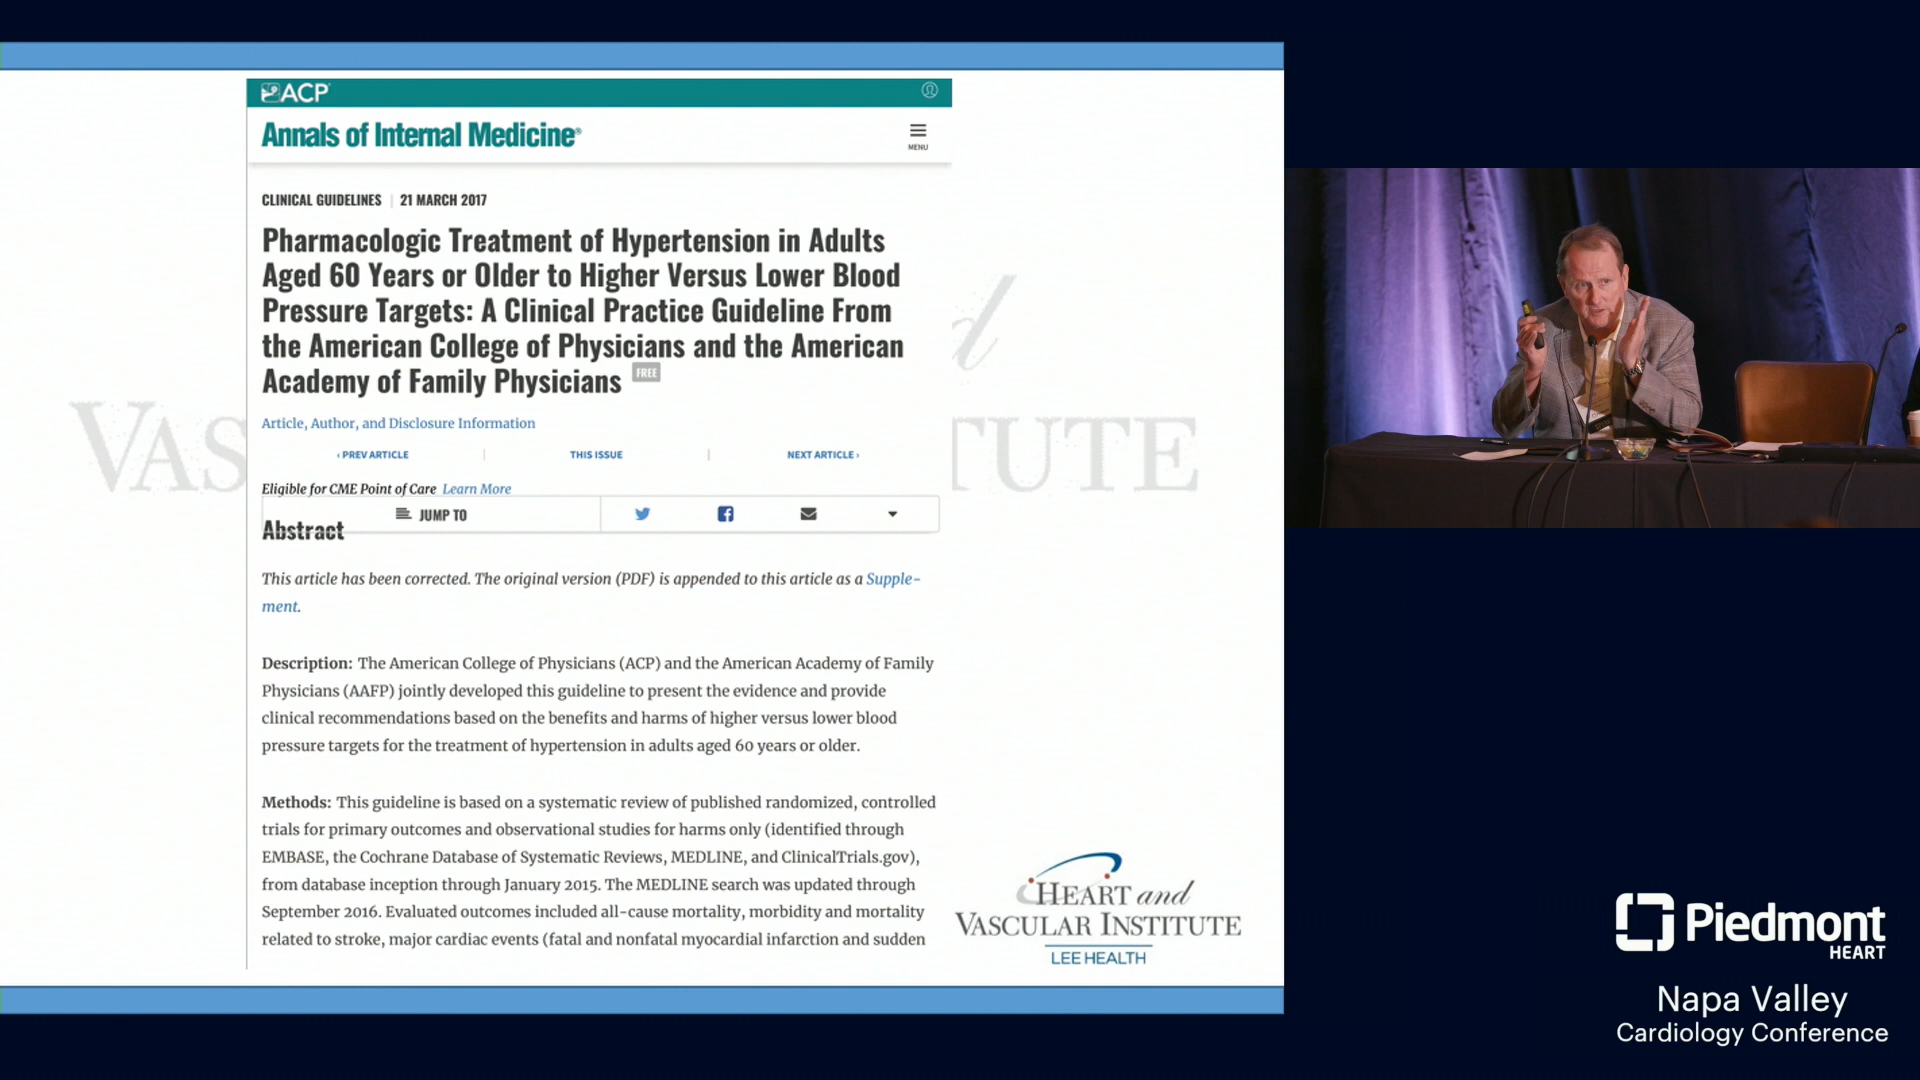 ACP
Annals of Internal Medicine®
MENU
CLINICAL GUIDELINES | 21 MARCH 2017
Pharmacologic Treatment of Hypertension in Adults
Aged 60 Years or Older to Higher Versus Lower Blood
Pressure Targets: A Clinical Practice Guideline From
the American College of Physicians and the American
Academy of Family Physicians FREE
Article, Author, and Disclosure Information
‹ PREV ARTICLE | THIS ISSUE | NEXT ARTICLE ›
Eligible for CME Point of Care Learn More
JUMP TO
Abstract
This article has been corrected. The original version (PDF) is appended to this article as a Supple-
ment.
Description: The American College of Physicians (ACP) and the American Academy of Family
Physicians (AAFP) jointly developed this guideline to present the evidence and provide
clinical recommendations based on the benefits and harms of higher versus lower blood
pressure targets for the treatment of hypertension in adults aged 60 years or older.
Methods: This guideline is based on a systematic review of published randomized, controlled
trials for primary outcomes and observational studies for harms only (identified through
EMBASE, the Cochrane Database of Systematic Reviews, MEDLINE, and ClinicalTrials.gov),
from database inception through January 2015. The MEDLINE search was updated through
September 2016. Evaluated outcomes included all-cause mortality, morbidity and mortality
related to stroke, major cardiac events (fatal and nonfatal myocardial infarction and sudden
HEART and
VASCULAR INSTITUTE
LEE HEALTH
Piedmont
HEART
Napa Valley
Cardiology Conference